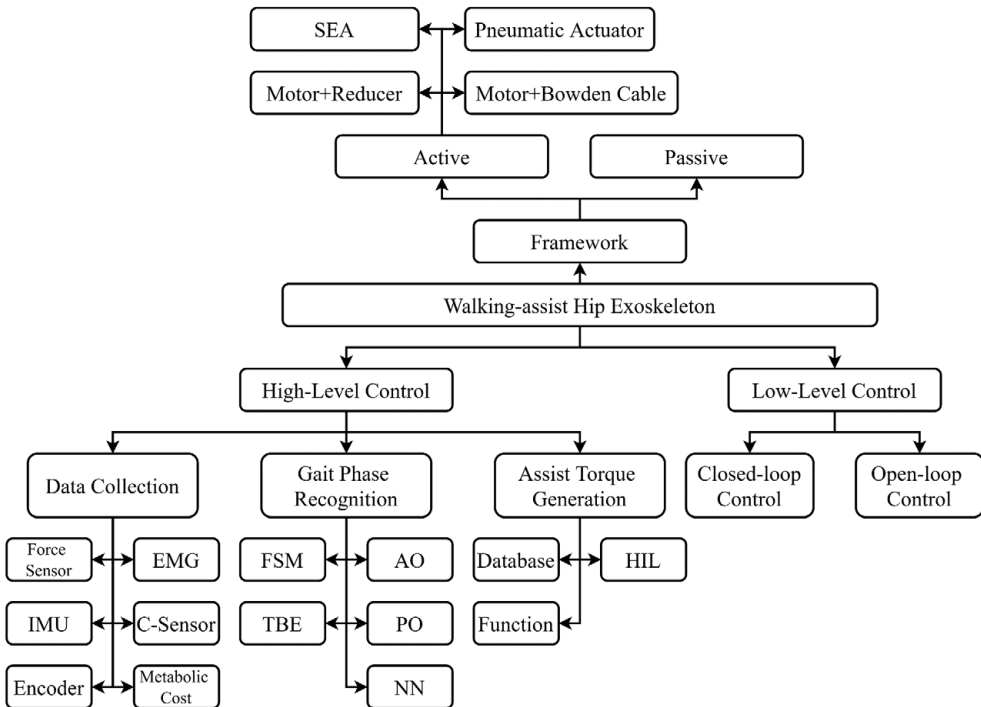 SEA
Pneumatic Actuator
Motor+Reducer
Motor+Bowden Cable
Active
Passive
Framework
Walking-assist Hip Exoskeleton
High-Level Control
Low-Level Control
Data Collection
Gait Phase
Recognition
Assist Torque
Generation
Closed-loop
Control
Open-loop
Control
Force
Sensor
EMG
FSM
AO
Database
HIL
IMU
C-Sensor
TBE
PO
Function
Encoder
Metabolic
Cost
NN